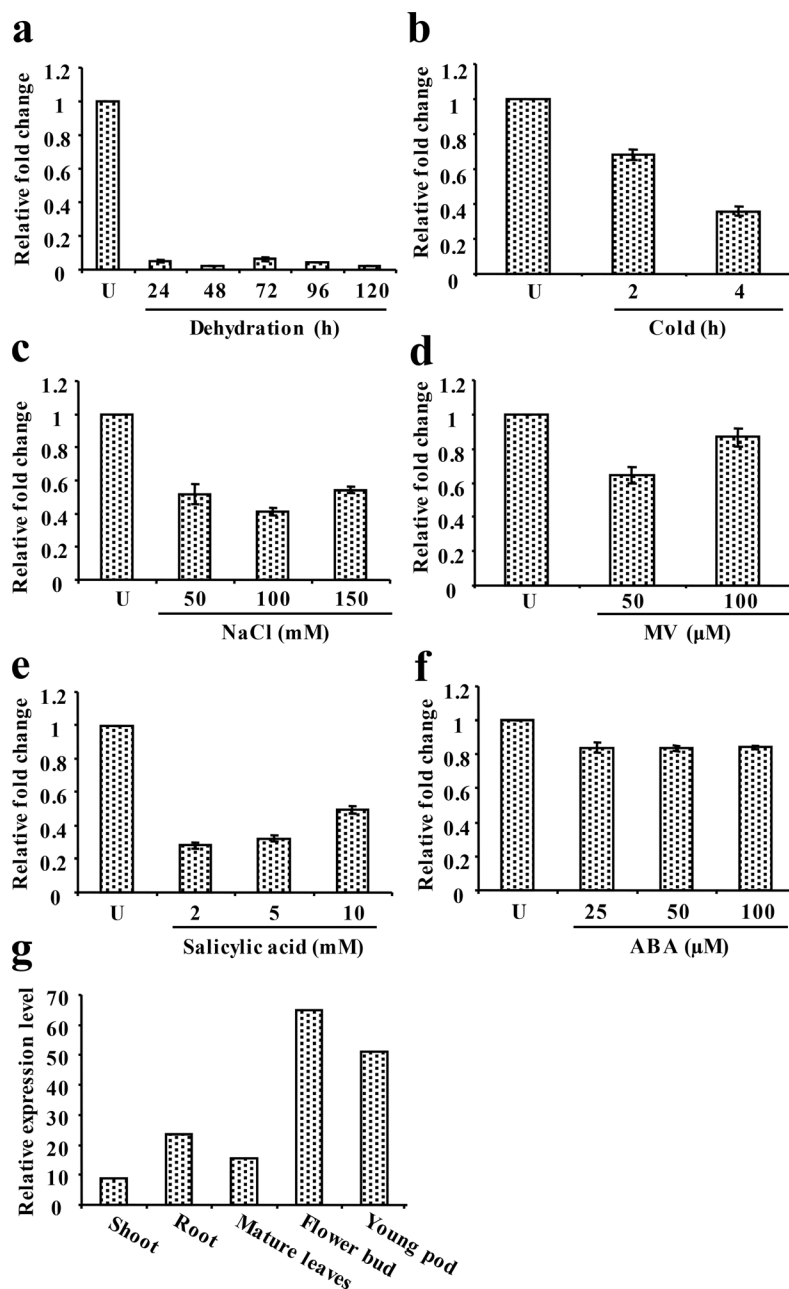 a
Relative fold change
1.2
1
0.8
0.6
0.4
0.2
0
U 24 48 72 96 120
Dehydration (h)
b
Relative fold change
1.2
1
0.8
0.6
0.4
0.2
0
U 2 4
Cold (h)
c
Relative fold change
1.2
1
0.8
0.6
0.4
0.2
0
U 50 100 150
NaCl (mM)
d
Relative fold change
1.2
1
0.8
0.6
0.4
0.2
0
U 50 100
MV (µM)
e
Relative fold change
1.2
1
0.8
0.6
0.4
0.2
0
U 2 5 10
Salicylic acid (mM)
f
Relative fold change
1.2
1
0.8
0.6
0.4
0.2
0
U 25 50 100
ABA (µM)
g
Relative expression level
70
60
50
40
30
20
10
0
Shoot
Root
Mature leaves
Flower bud
Young pod